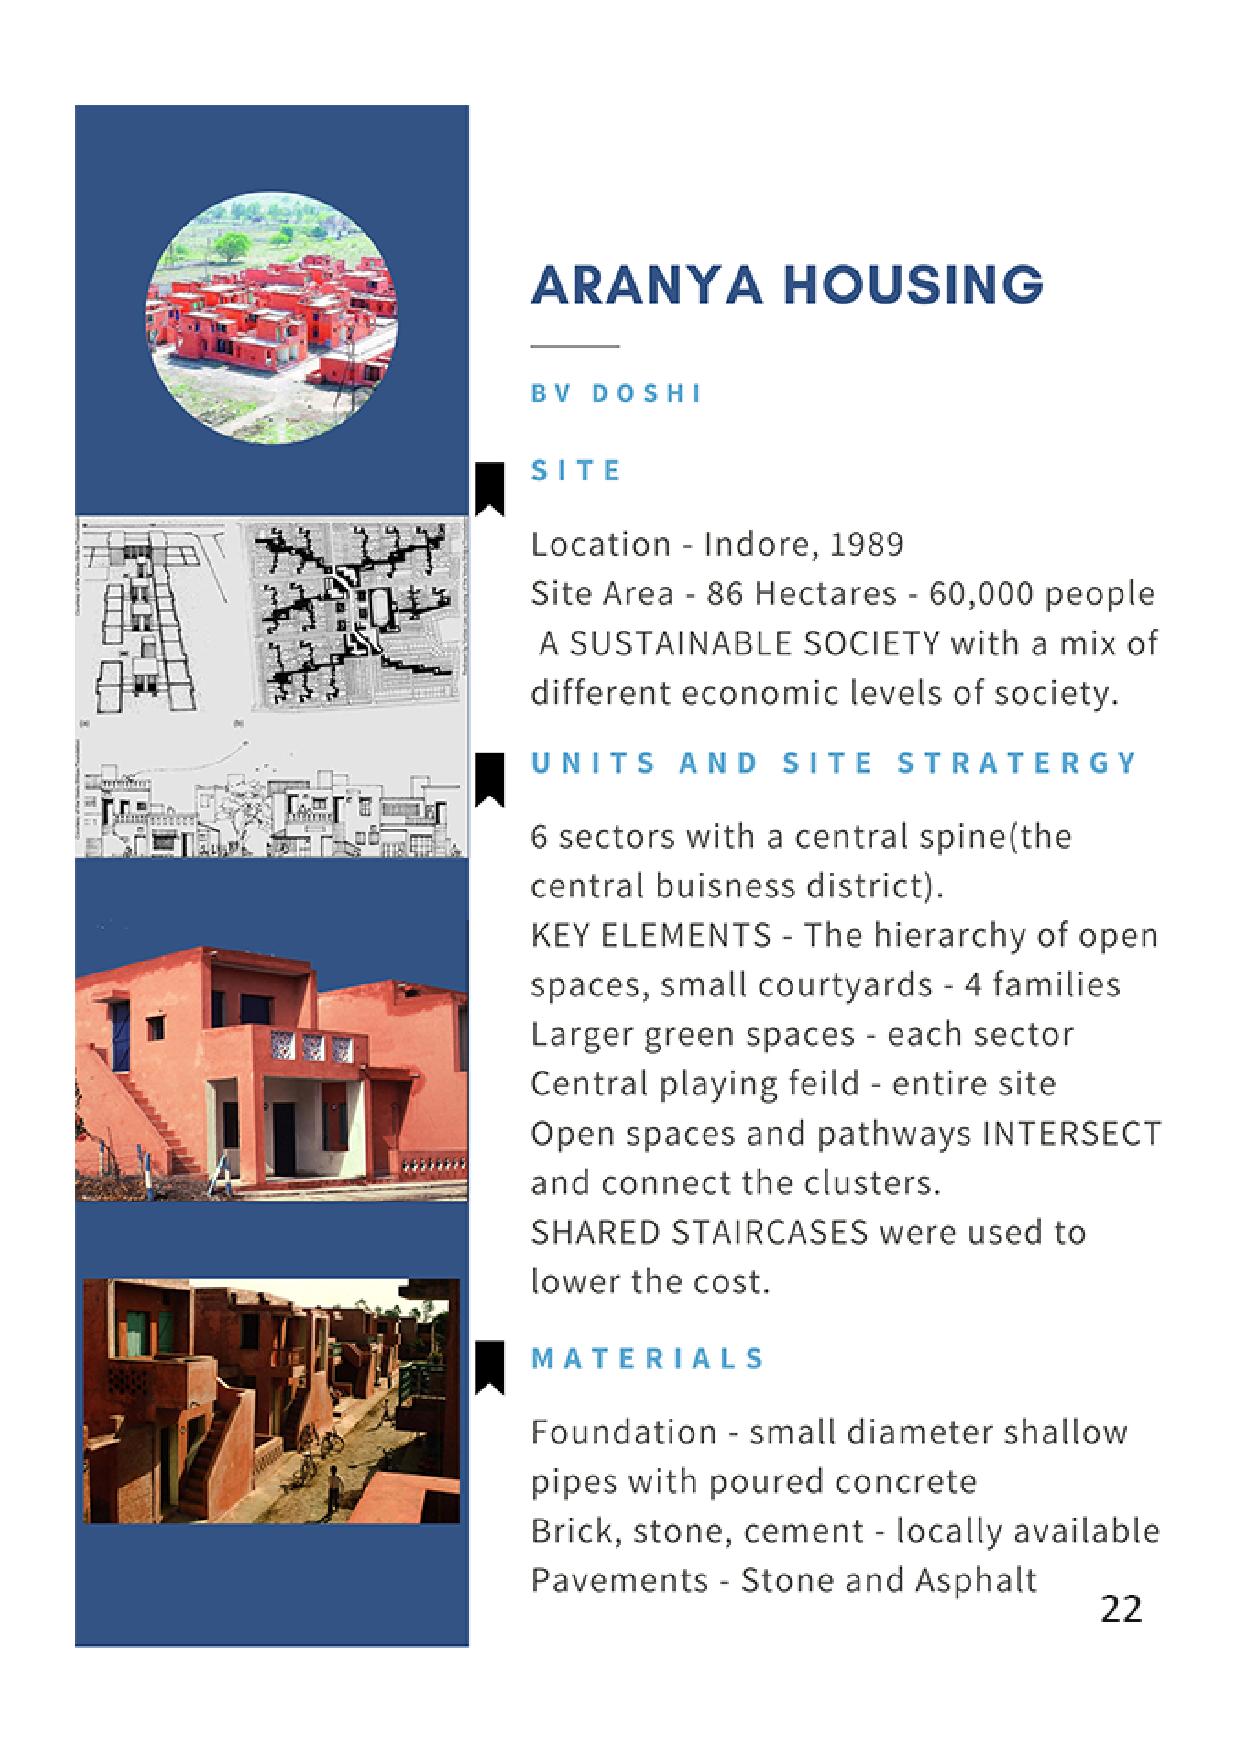 ARANYA HOUSING
BV DOSHI
SITE
Location - Indore, 1989
Site Area - 86 Hectares - 60,000 people
A SUSTAINABLE SOCIETY with a mix of
different economic levels of society.
UNITS AND SITE STRATERGY
6 sectors with a central spine(the
central buisness district).
KEY ELEMENTS - The hierarchy of open
spaces, small courtyards - 4 families
Larger green spaces - each sector
Central playing feild - entire site
Open spaces and pathways INTERSECT
and connect the clusters.
SHARED STAIRCASES were used to
lower the cost.
MATERIALS
Foundation - small diameter shallow
pipes with poured concrete
Brick, stone, cement - locally available
Pavements - Stone and Asphalt
22
(a)
(b)